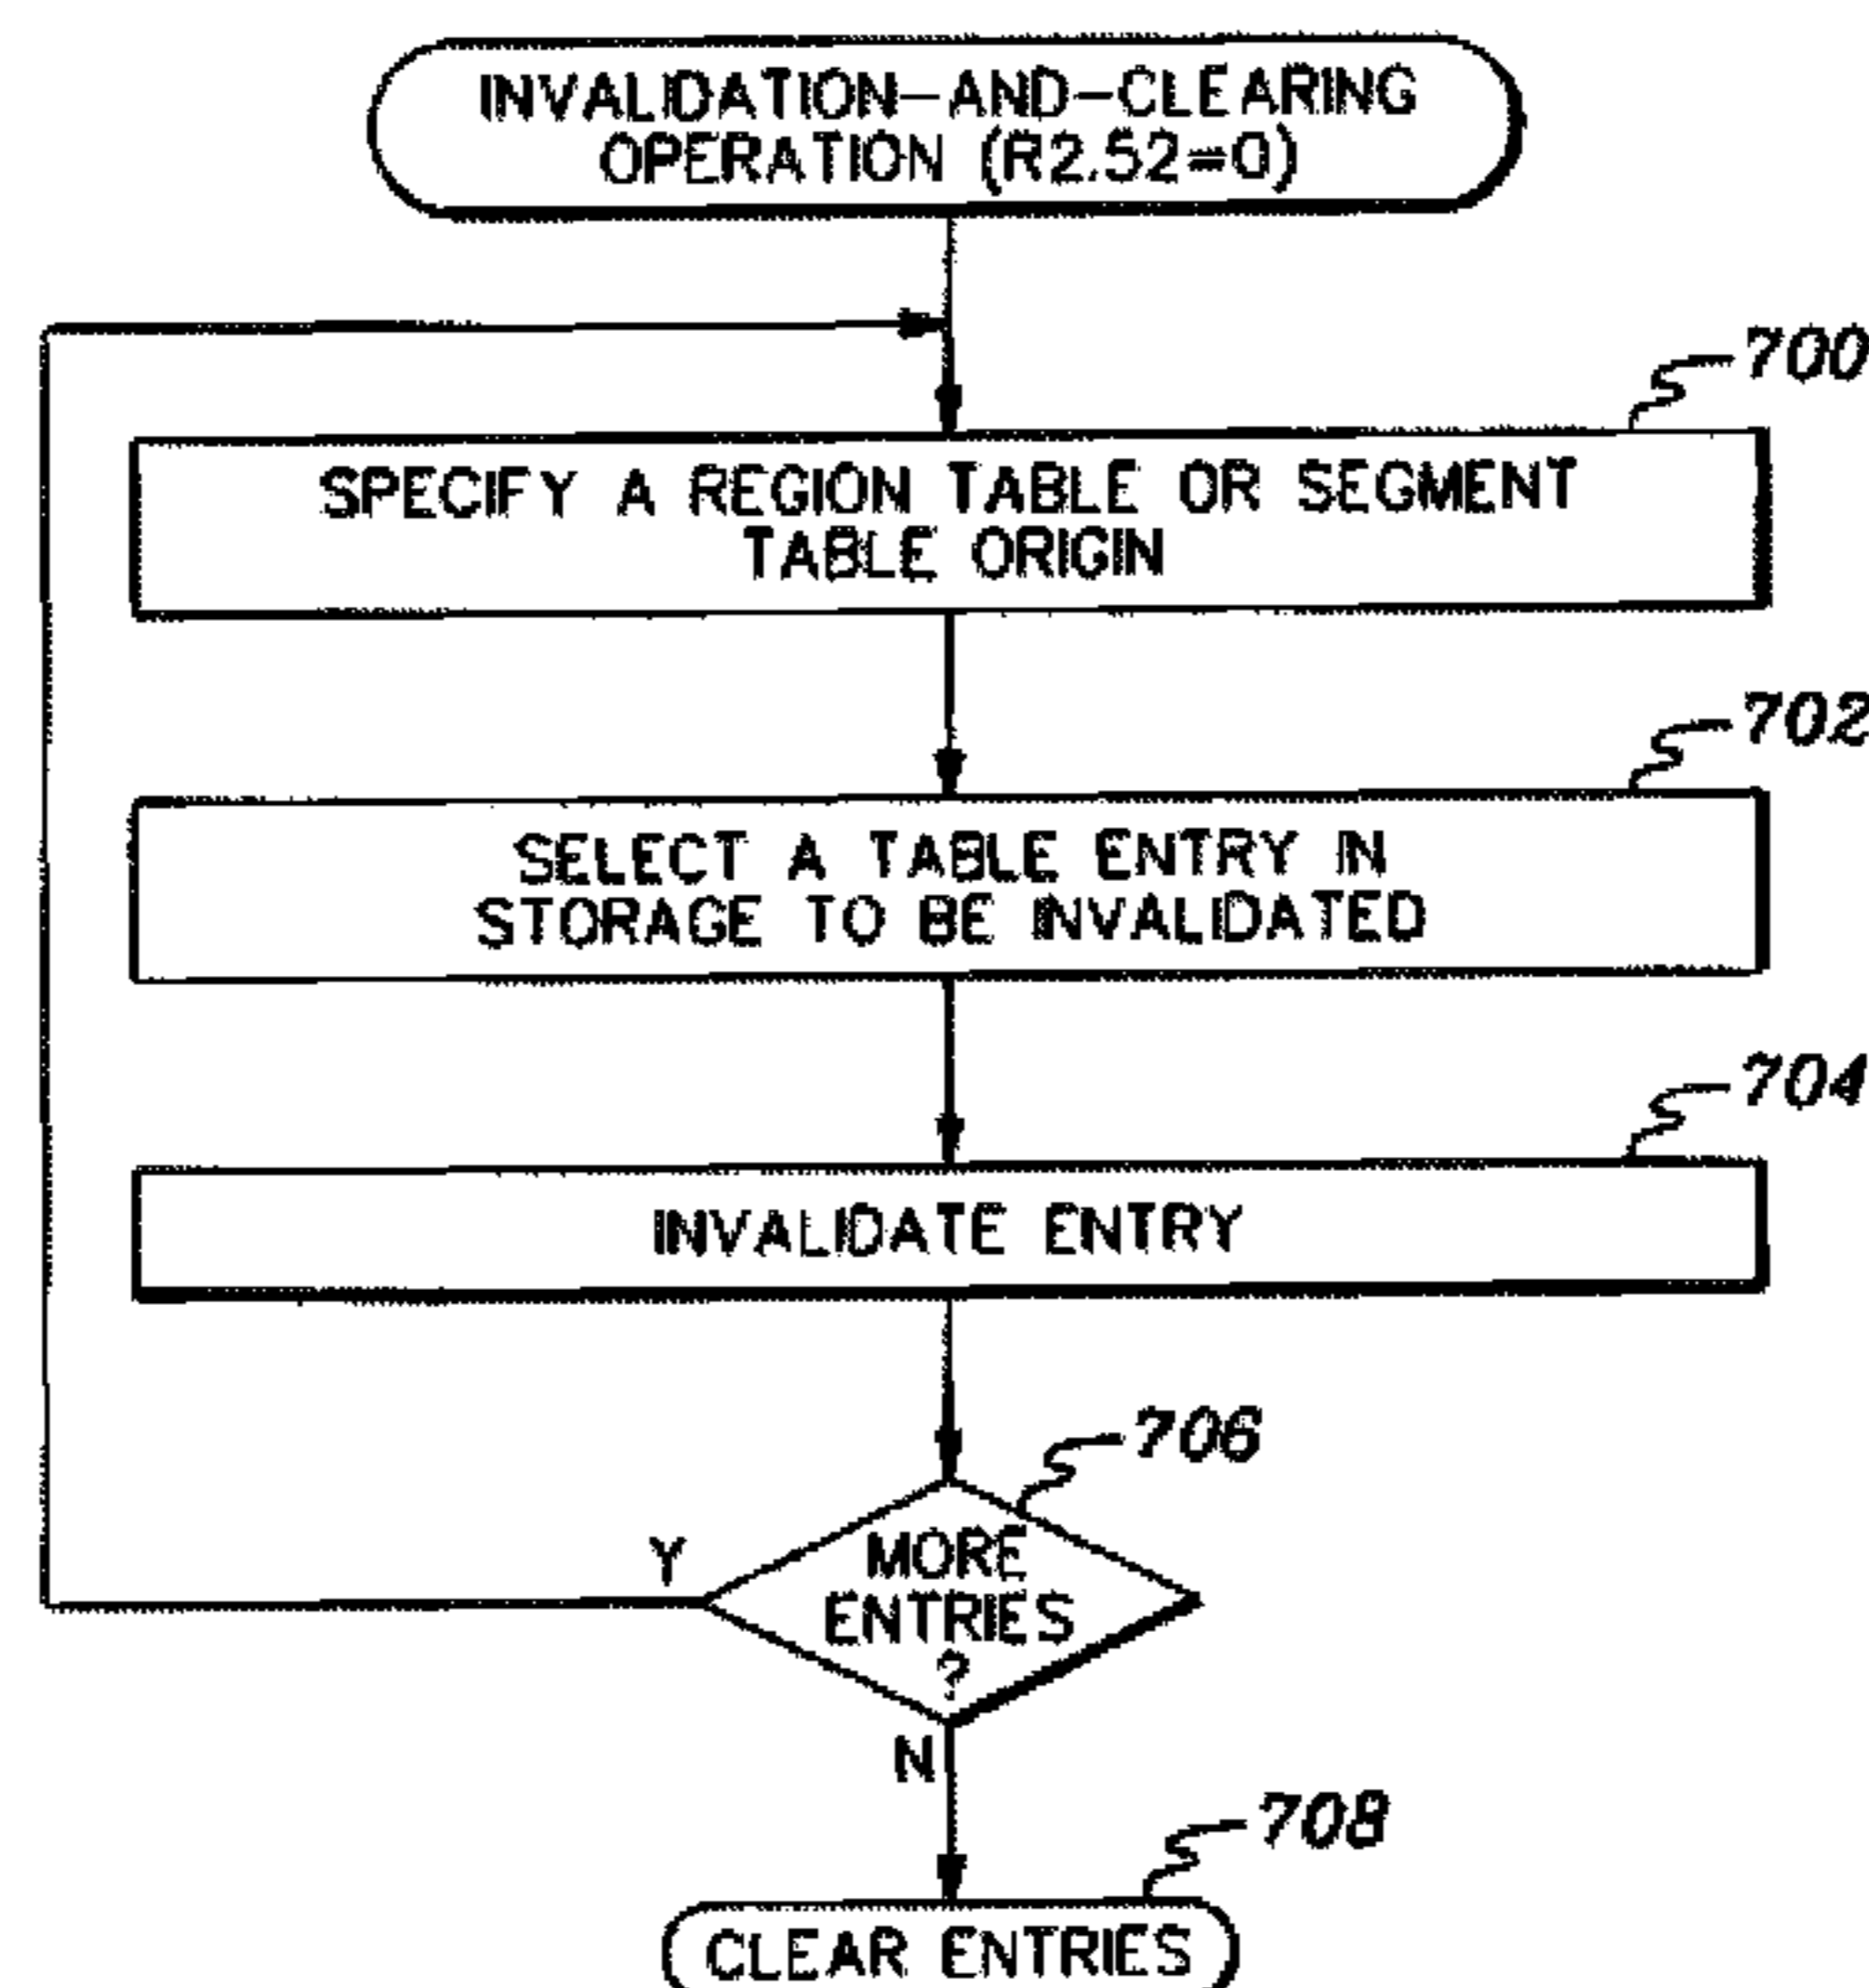 INVALIDATION-AND-CLEARING
OPERATION (R2.52=0)
700
SPECIFY A REGION TABLE OR SEGMENT
TABLE ORIGIN
702
SELECT A TABLE ENTRY IN
STORAGE TO BE INVALIDATED
704
INVALIDATE ENTRY
706
MORE
ENTRIES
?
Y
N
708
CLEAR ENTRIES